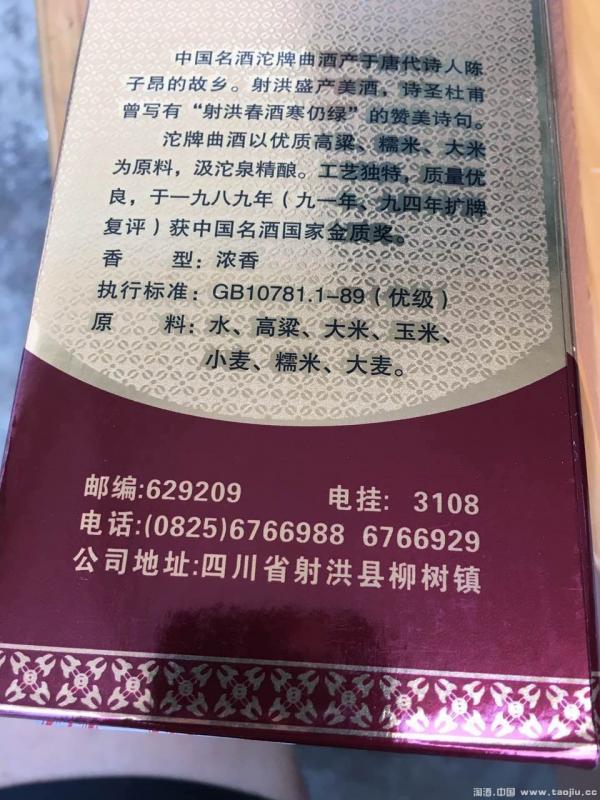 中国名酒沱牌曲酒产于唐代诗人陈
子昂的故乡。射洪盛产美酒，诗圣杜甫
曾写有“射洪春酒寒仍绿”的赞美诗句。
沱牌曲酒以优质高粱、糯米、大米
为原料，汲沱泉精酿。工艺独特，质量优
良，于一九八九年（九一年、九四年扩牌
复评）获中国名酒国家金质奖。
香　　型：浓香
执行标准：GB10781.1-89（优级）
原　　料：水、高粱、大米、玉米、
小麦、糯米、大麦。
邮编:629209　　电挂: 3108
电话:(0825)6766988 6766929
公司地址:四川省射洪县柳树镇
淘酒.中国 www.taojiu.cc